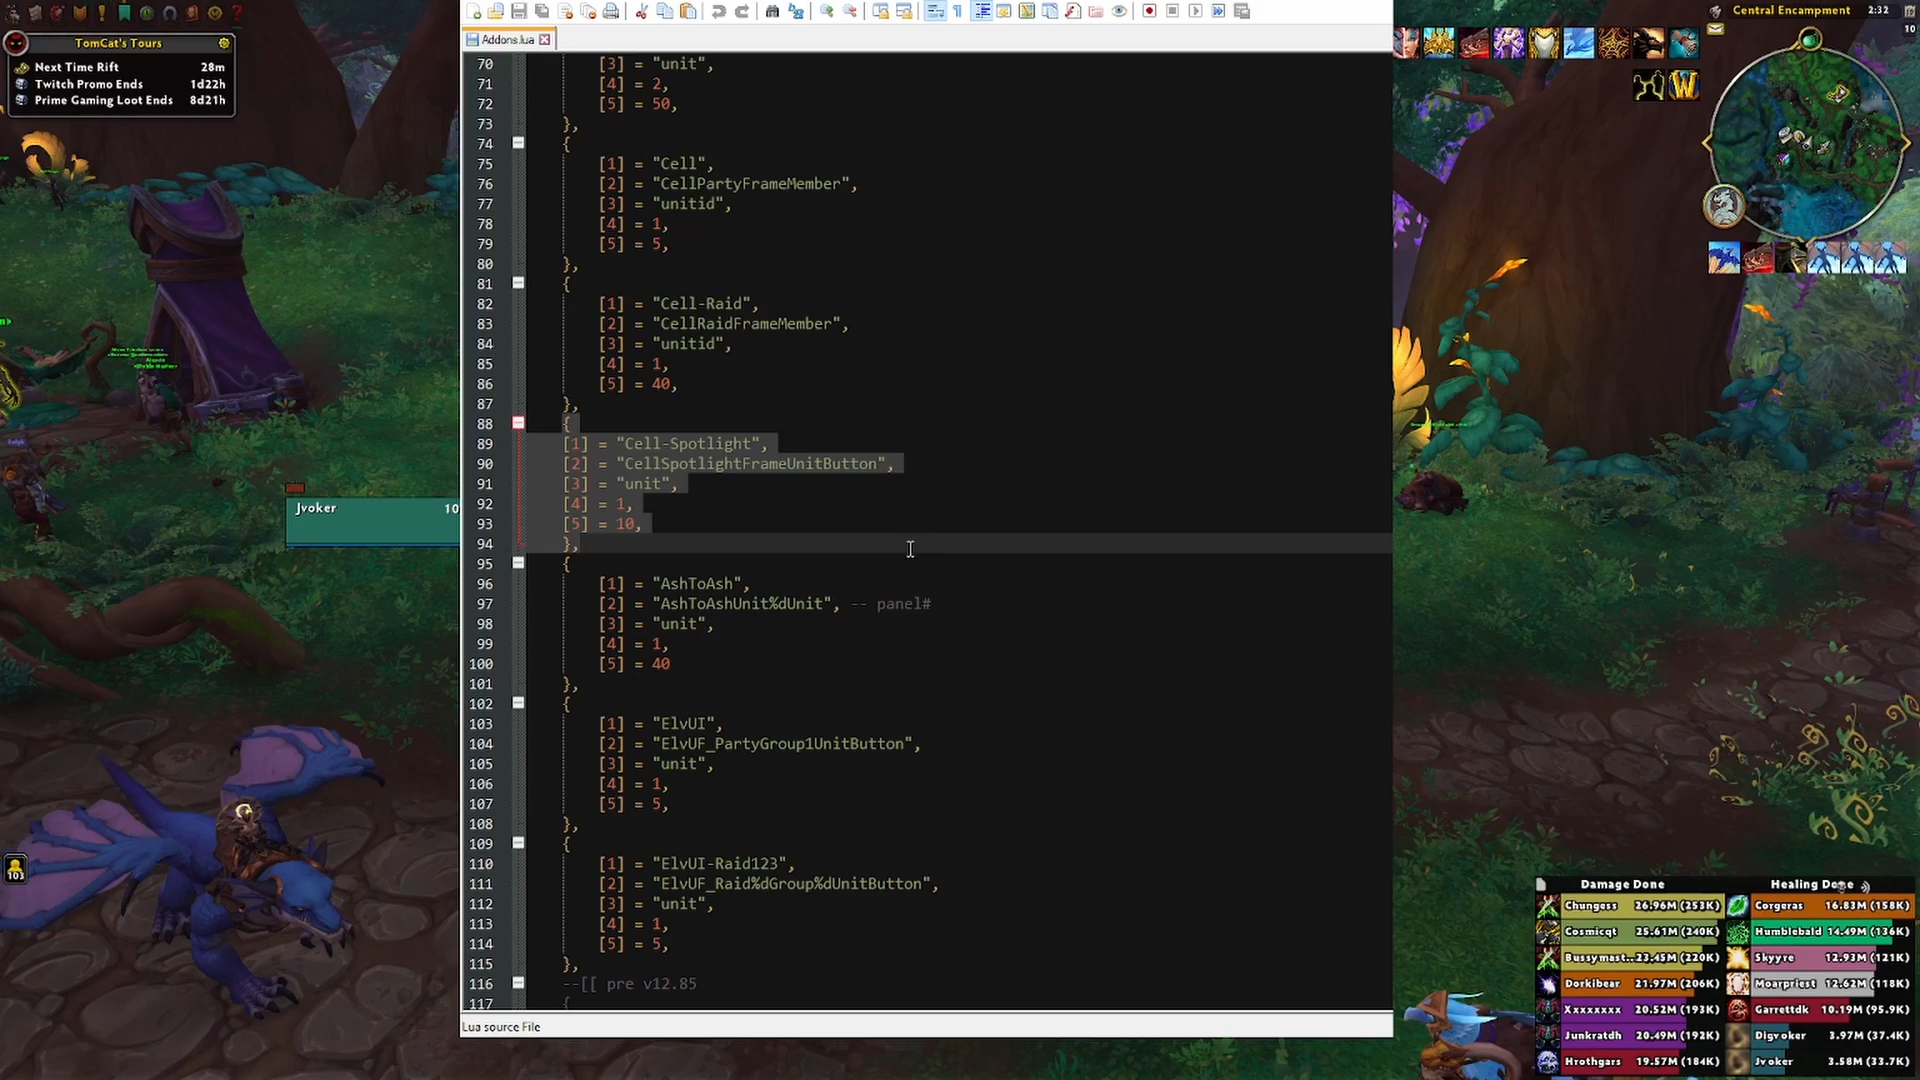 TomCat's Tours
Next Time Rift 28m
Twitch Promo Ends 1d22h
Prime Gaming Loot Ends 8d21h
Addons.lua
70 [3] = "unit",
71 [4] = 2,
72 [5] = 50,
73 },
74 {
75 [1] = "Cell",
76 [2] = "CellPartyFrameMember",
77 [3] = "unitid",
78 [4] = 1,
79 [5] = 5,
80 },
81 {
82 [1] = "Cell-Raid",
83 [2] = "CellRaidFrameMember",
84 [3] = "unitid",
85 [4] = 1,
86 [5] = 40,
87 },
88 {
89 [1] = "Cell-Spotlight",
90 [2] = "CellSpotlightFrameUnitButton",
91 [3] = "unit",
92 [4] = 1,
93 [5] = 10,
94 },
95 {
96 [1] = "AshToAsh",
97 [2] = "AshToAshUnit%dUnit", -- panel#
98 [3] = "unit",
99 [4] = 1,
100 [5] = 40
101 },
102 {
103 [1] = "ElvUI",
104 [2] = "ElvUF_PartyGroup1UnitButton",
105 [3] = "unit",
106 [4] = 1,
107 [5] = 5,
108 },
109 {
110 [1] = "ElvUI-Raid123",
111 [2] = "ElvUF_Raid%dGroup%dUnitButton",
112 [3] = "unit",
113 [4] = 1,
114 [5] = 5,
115 },
116 --[[ pre v12.85
117 {
Lua source File
Jvoker 10
103
Central Encampment 2:32
10
W
Damage Done
Chungess 26.96M (253K)
Cosmicqt 25.61M (240K)
Bussymast.. 23.45M (220K)
Dorkibear 21.97M (206K)
Xxxxxxxx 20.52M (193K)
Junkratdh 20.49M (192K)
Hrothgars 19.57M (184K)
Healing Done
Corgeras 16.83M (158K)
Humblebald 14.49M (136K)
Skyyre 12.93M (121K)
Moarpriest 12.62M (118K)
Garrettdk 10.19M (95.9K)
Digvoker 3.97M (37.4K)
Jvoker 3.58M (33.7K)